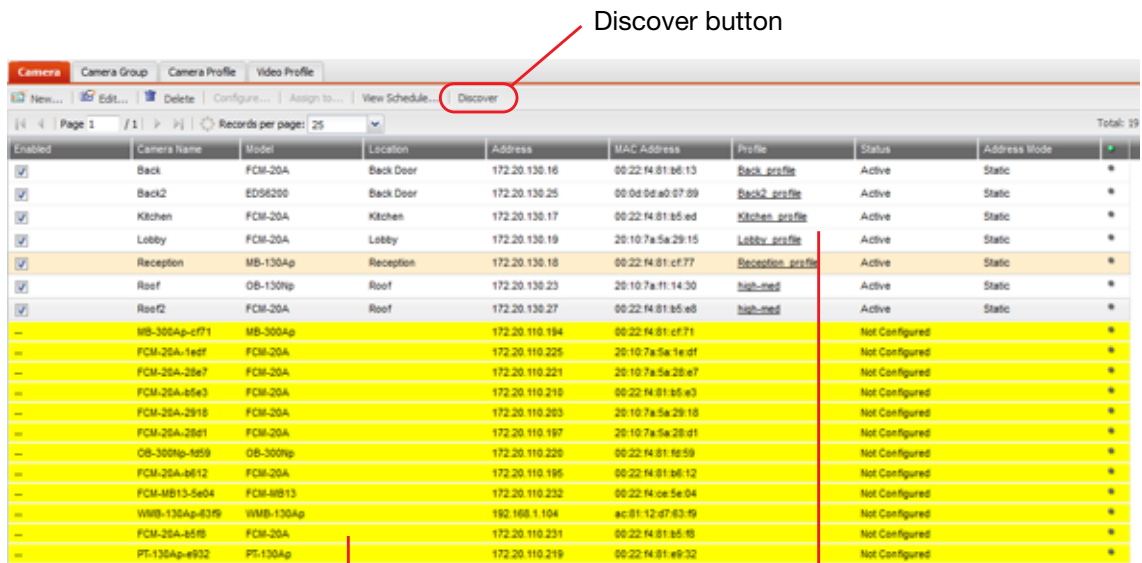 Discover button
Camera Camera Group Camera Profile Video Profile
New... Edit... Delete Configure... Assign to... View Schedule... Discover
Page 1 / 1 Records per page: 25 Total: 19
Enabled Camera Name Model Location Address MAC Address Profile Status Address Mode
Back FCM-20A Back Door 172.20.130.16 00:22:f4:81:b6:13 Back_profile Active Static
Back2 EDS6200 Back Door 172.20.130.25 00:0d:0d:a0:07:89 Back2_profile Active Static
Kitchen FCM-20A Kitchen 172.20.130.17 00:22:f4:81:b5:ed Kitchen_profile Active Static
Lobby FCM-20A Lobby 172.20.130.19 20:10:7a:5a:29:15 Lobby_profile Active Static
Reception MB-130Ap Reception 172.20.130.18 00:22:f4:81:cf:77 Reception_profile Active Static
Roof OB-130Np Roof 172.20.130.23 20:10:7a:f1:14:30 high-med Active Static
Roof2 FCM-20A Roof 172.20.130.27 00:22:f4:81:b5:e8 high-med Active Static
-- MB-300Ap-cf71 MB-300Ap 172.20.110.194 00:22:f4:81:cf:71 Not Configured
-- FCM-20A-1edf FCM-20A 172.20.110.225 20:10:7a:5a:1e:df Not Configured
-- FCM-20A-28e7 FCM-20A 172.20.110.221 20:10:7a:5a:28:e7 Not Configured
-- FCM-20A-b5e3 FCM-20A 172.20.110.210 00:22:f4:81:b5:e3 Not Configured
-- FCM-20A-2918 FCM-20A 172.20.110.203 20:10:7a:5a:29:18 Not Configured
-- FCM-20A-28d1 FCM-20A 172.20.110.197 20:10:7a:5a:28:d1 Not Configured
-- OB-300Np-fd59 OB-300Np 172.20.110.220 00:22:f4:81:fd:59 Not Configured
-- FCM-20A-b612 FCM-20A 172.20.110.195 00:22:f4:81:b6:12 Not Configured
-- FCM-MB13-5e04 FCM-MB13 172.20.110.232 00:22:f4:ce:5e:04 Not Configured
-- WMB-130Ap-63f9 WMB-130Ap 192.168.1.104 ac:81:12:d7:63:f9 Not Configured
-- FCM-20A-b5f8 FCM-20A 172.20.110.231 00:22:f4:81:b5:f8 Not Configured
-- PT-130Ap-e932 PT-130Ap 172.20.110.219 00:22:f4:81:e9:32 Not Configured